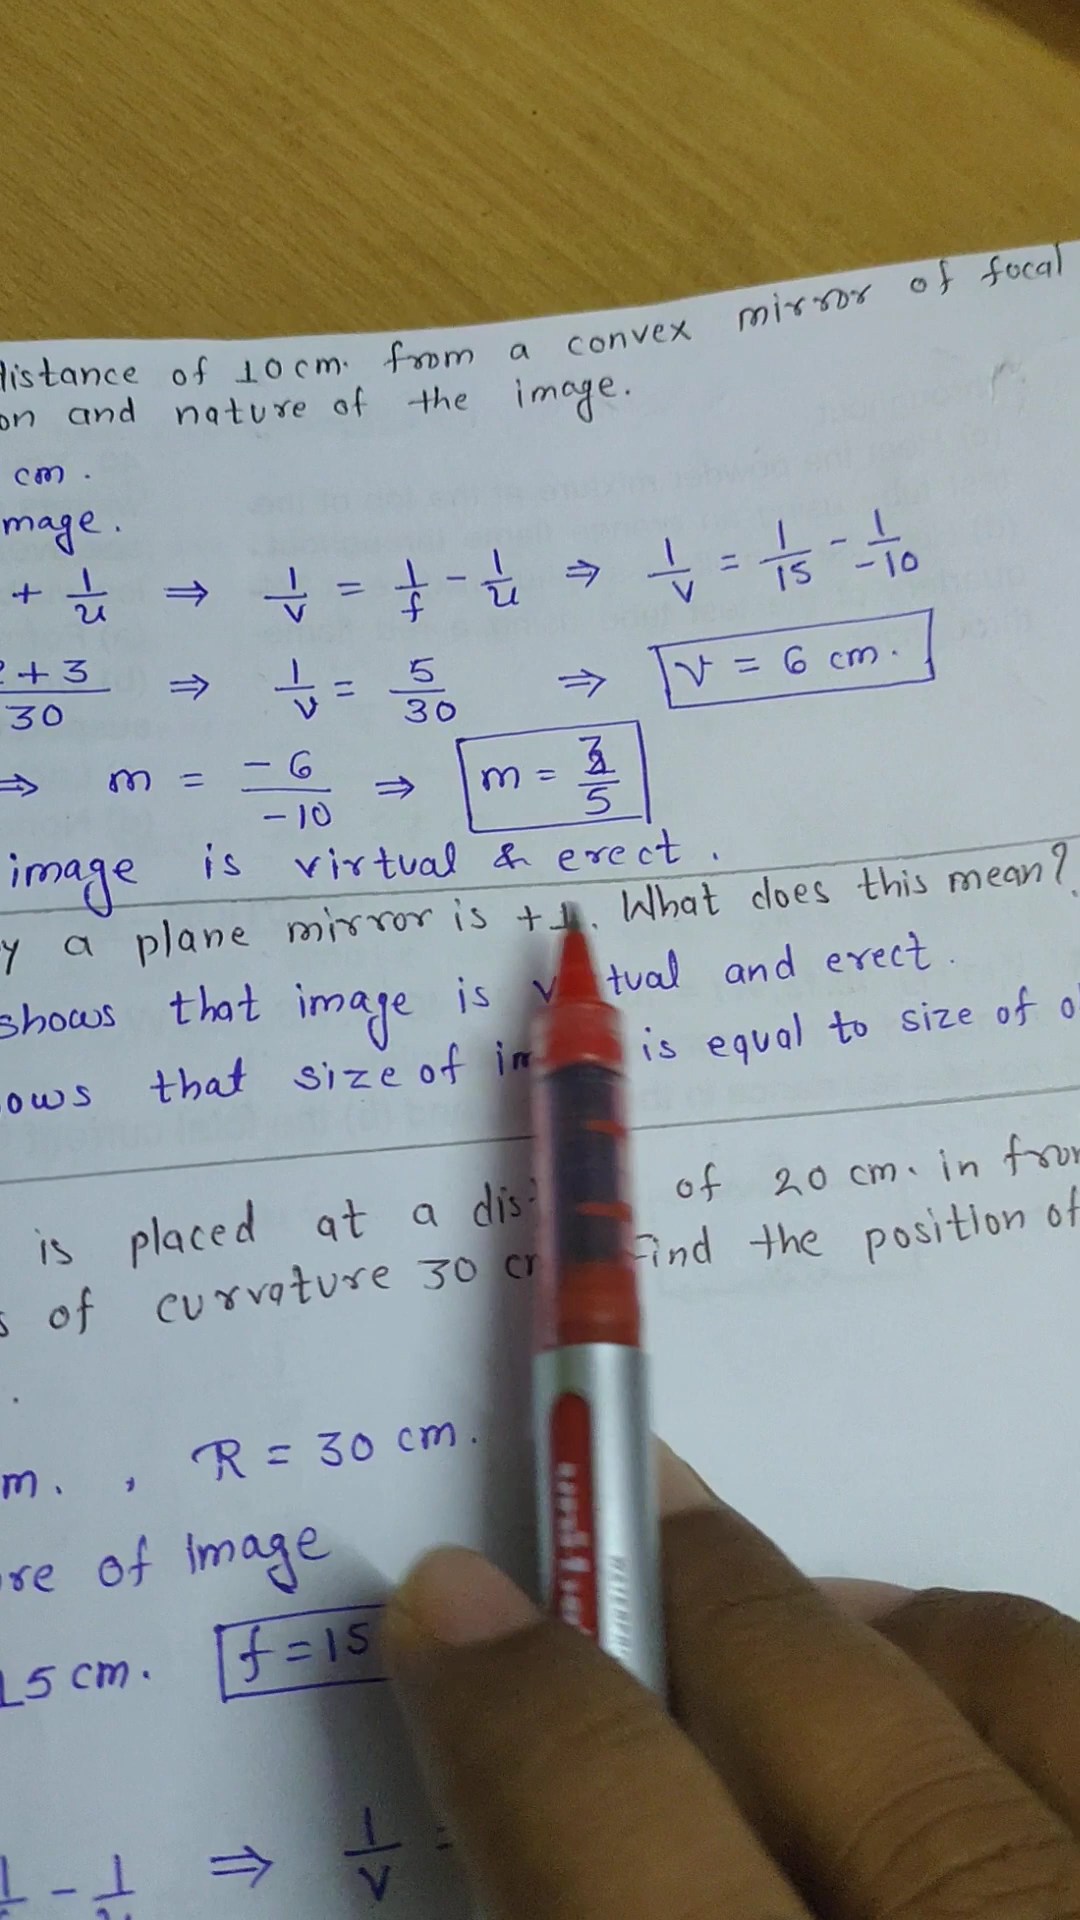 distance of 10 cm. from a convex mirror of focal
on and nature of the image.
cm.
mage.
+ 1/u ⇒ 1/v = 1/f - 1/u ⇒ 1/v = 1/15 - 1/-10
+ 3/30 ⇒ 1/v = 5/30 ⇒ v = 6 cm.
⇒ m = -6/-10 ⇒ m = 3/5
image is virtual & erect.
y a plane mirror is +1. What does this mean?
shows that image is tual and erect.
ows that size of is equal to size of o
is placed at a dis of 20 cm. in fron
s of curvature 30 c Find the position of
m. , R = 30 cm.
re of Image
15 cm. f = 15
- 1 ⇒ 1/v =